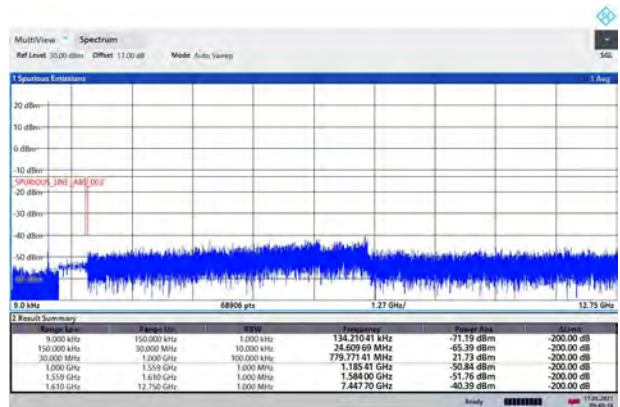 MultiView Spectrum
Ref Level 30.00 dBm Offset 17.00 dB Mode Auto Sweep SGL
1 Spurious Emissions 1 Avg
20 dBm
10 dBm
0 dBm
-10 dBm
SPURIOUS_LINE_ABS_003
-20 dBm
-30 dBm
-40 dBm
-50 dBm
9.0 kHz 68906 pts 1.27 GHz/ 12.75 GHz
2 Result Summary
Range Low Range Up RBW Frequency Power Abs ΔLimit
9.000 kHz 150.000 kHz 1.000 kHz 134.21041 kHz -71.19 dBm -200.00 dB
150.000 kHz 30.000 MHz 10.000 kHz 24.60969 MHz -65.39 dBm -200.00 dB
30.000 MHz 1.000 GHz 100.000 kHz 779.77141 MHz 21.73 dBm -200.00 dB
1.000 GHz 1.559 GHz 1.000 MHz 1.18541 GHz -50.84 dBm -200.00 dB
1.559 GHz 1.610 GHz 1.000 MHz 1.58400 GHz -51.76 dBm -200.00 dB
1.610 GHz 12.750 GHz 1.000 MHz 7.44770 GHz -40.39 dBm -200.00 dB
Ready